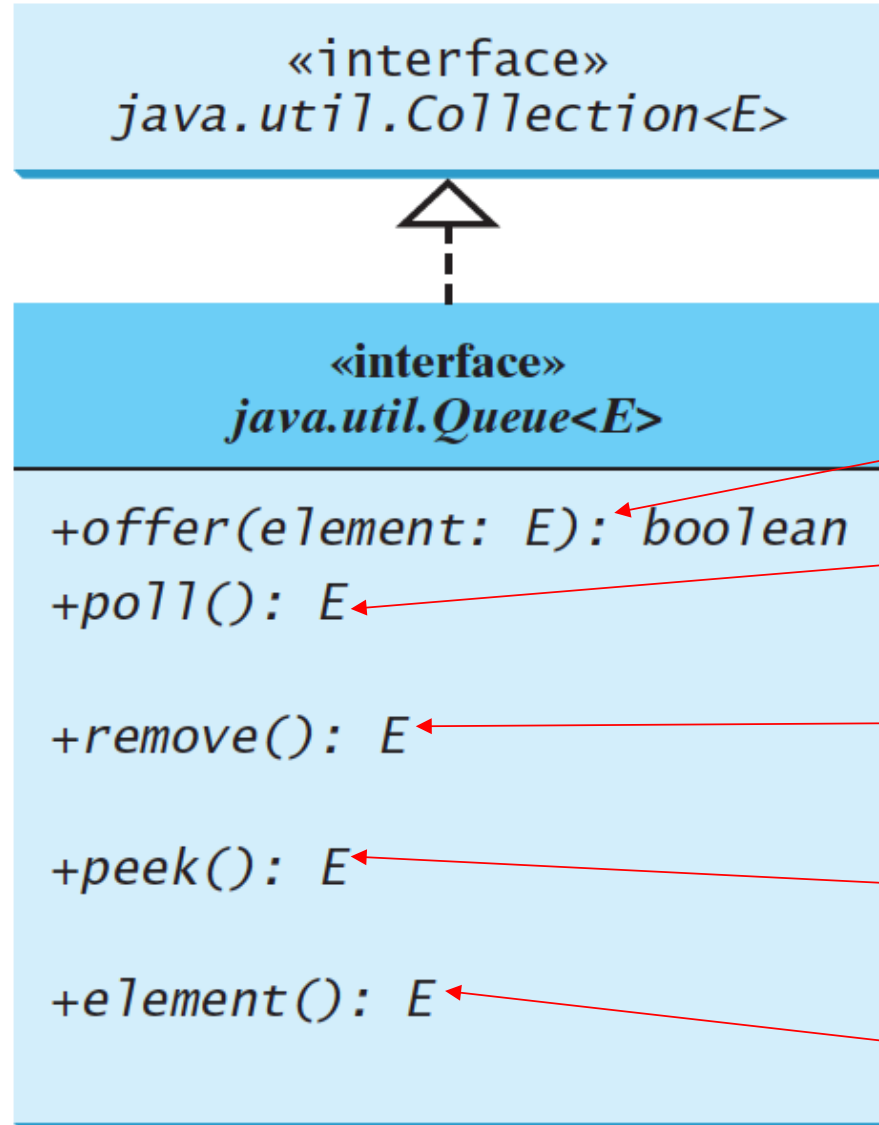 «interface»
java.util.Collection<E>
«interface»
java.util.Queue<E>
+offer(element: E): boolean
+poll(): E
+remove(): E
+peek(): E
+element(): E